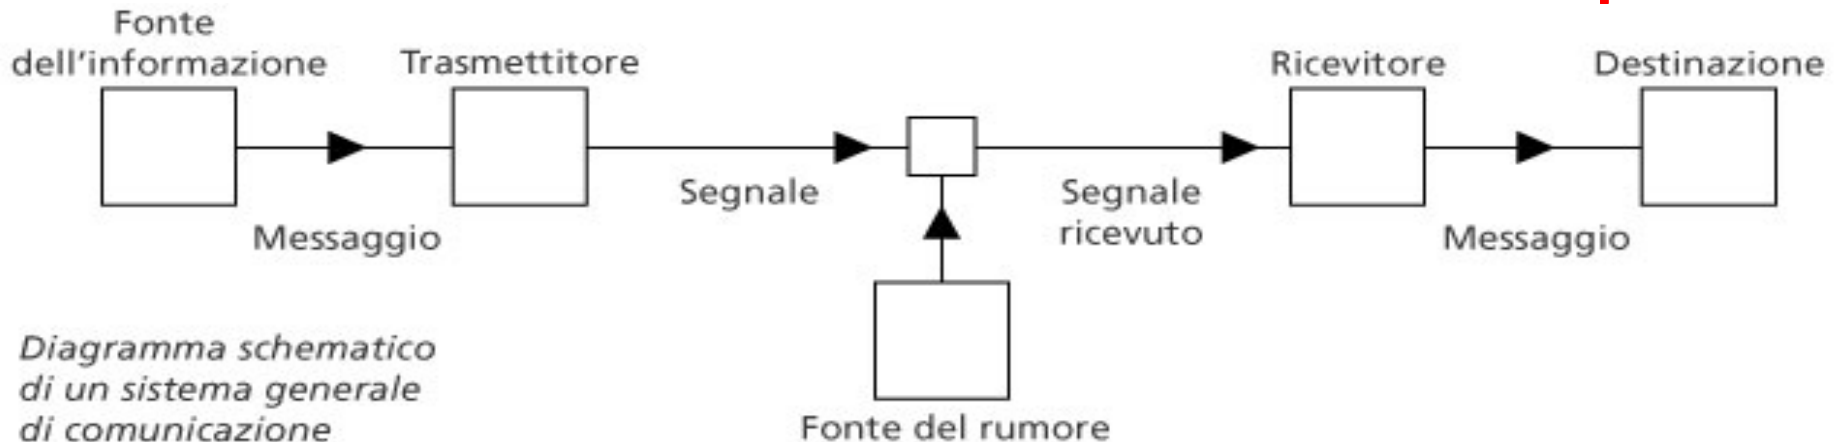 Fonte
dell'informazione
Trasmettitore
Ricevitore
Destinazione
Messaggio
Segnale
Segnale
ricevuto
Messaggio
Fonte del rumore
Diagramma schematico
di un sistema generale
di comunicazione